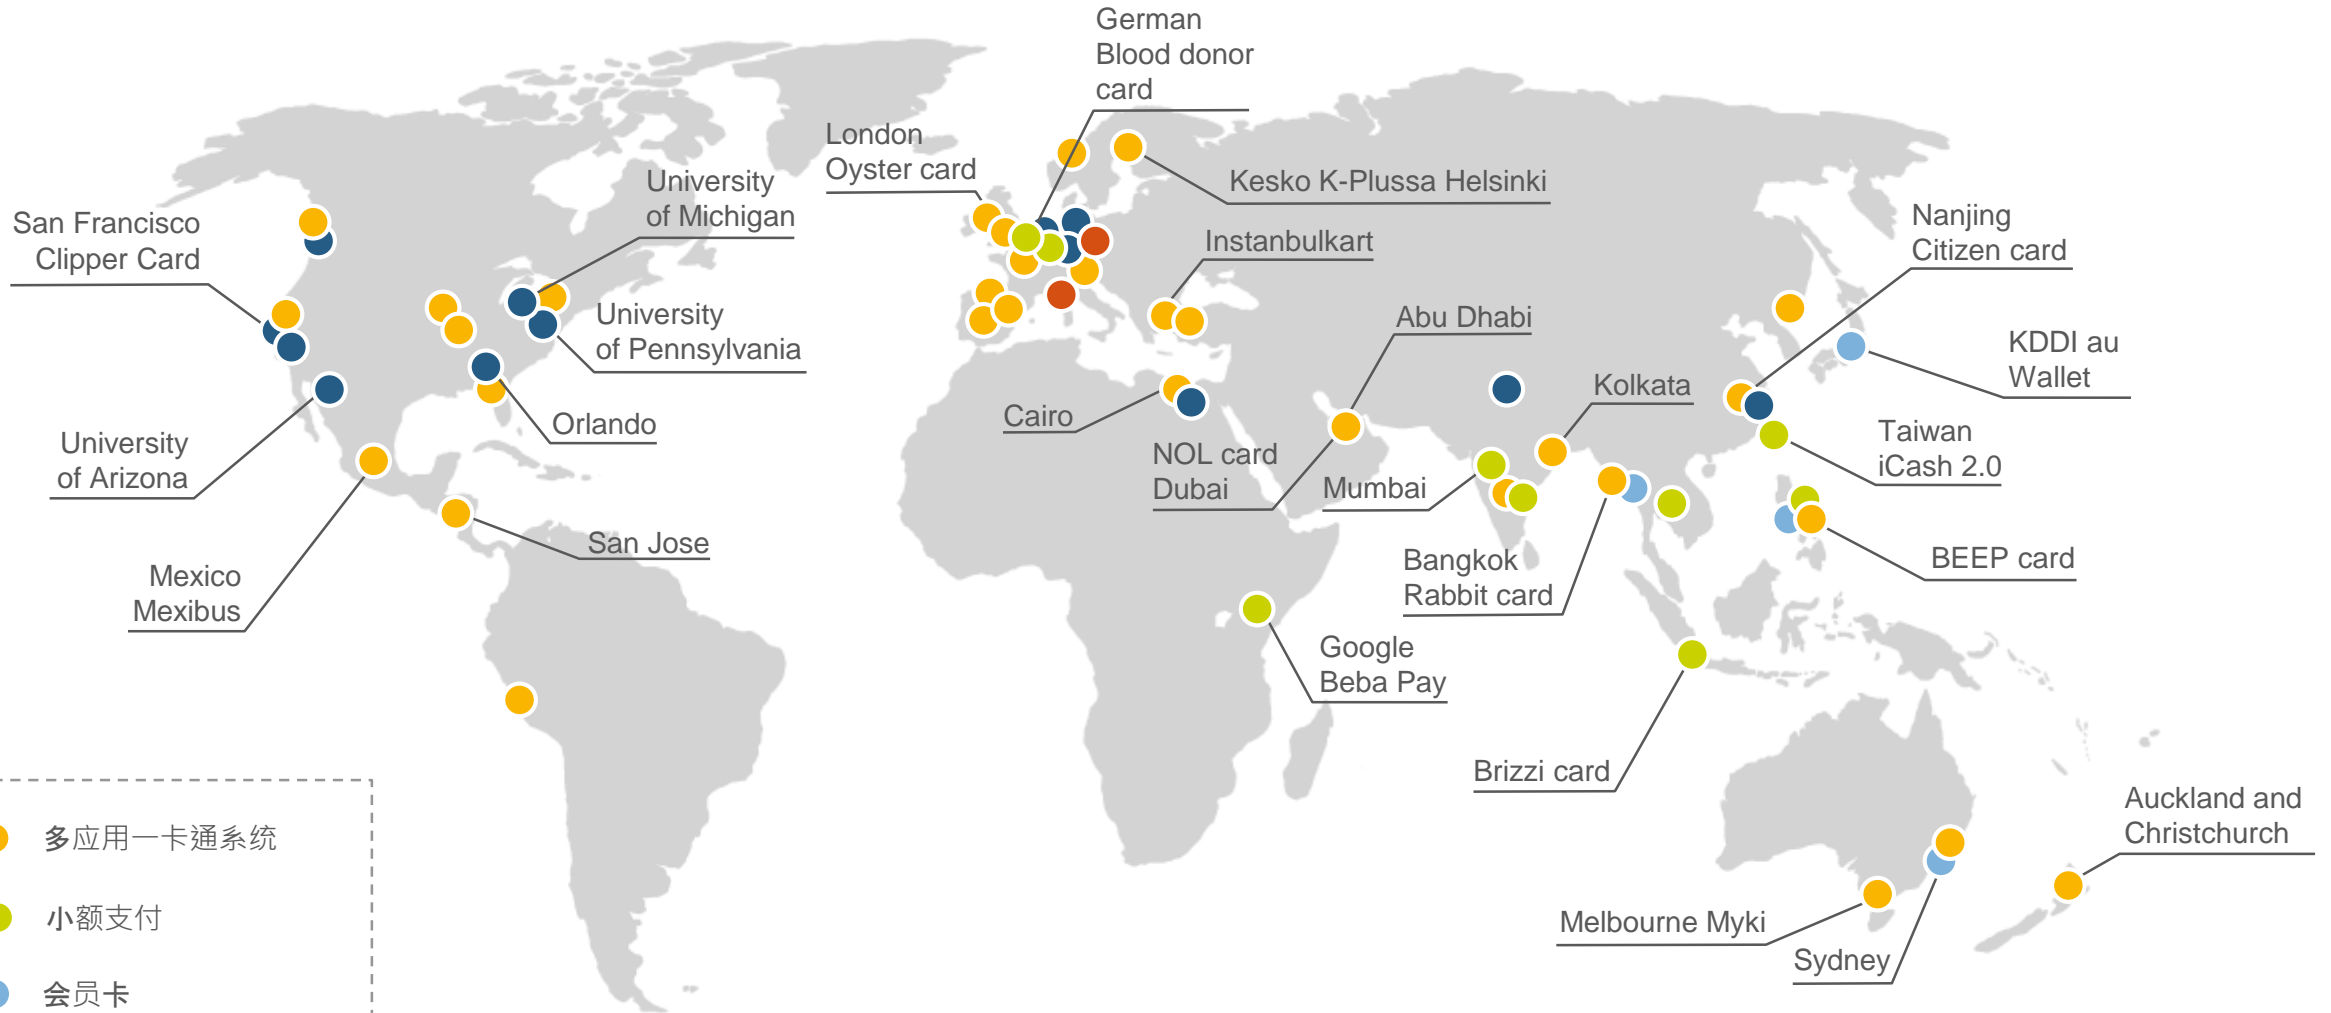 German
Blood donor
card
London
Oyster card
University
of Michigan
Kesko K-Plussa Helsinki
San Francisco
Clipper Card
Instanbulkart
Nanjing
Citizen card
University
of Pennsylvania
Abu Dhabi
KDDI au
Wallet
Kolkata
Orlando
Cairo
University
of Arizona
NOL card
Dubai
Mumbai
Taiwan
iCash 2.0
San Jose
Bangkok
Rabbit card
BEEP card
Mexico
Mexibus
Google
Beba Pay
Brizzi card
Auckland and
Christchurch
Melbourne Myki
Sydney
多应用一卡通系统
小额支付
会员卡